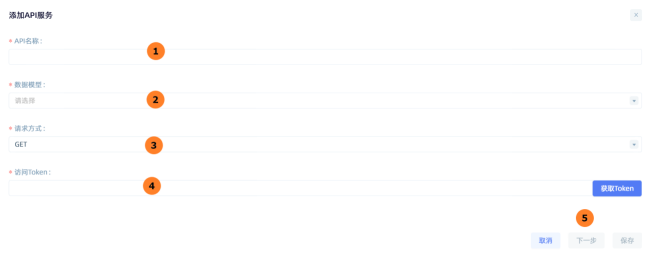 添加API服务
×
* API名称：
1
* 数据模型：
请选择
2
* 请求方式：
GET
3
* 访问Token：
4
获取Token
5
取消 下一步 保存